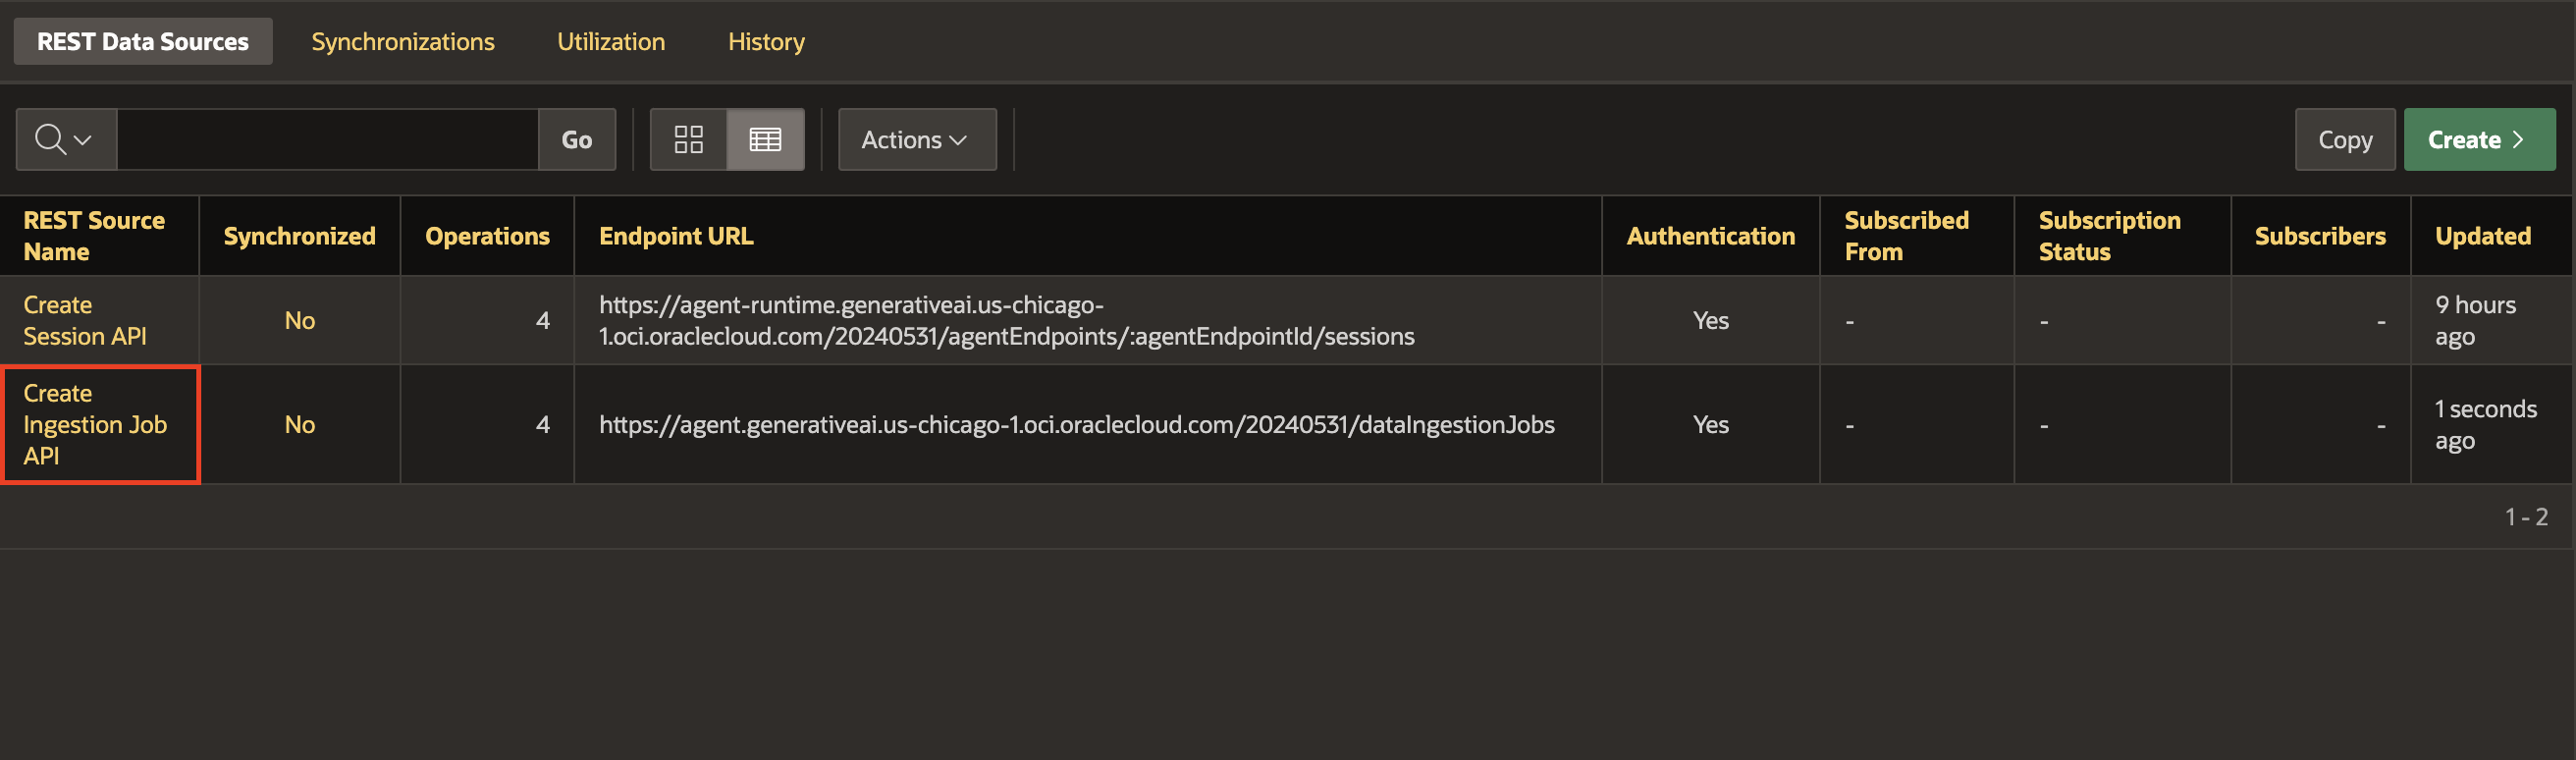 REST Data Sources Synchronizations Utilization History
Go Actions Copy Create
REST Source Name Synchronized Operations Endpoint URL Authentication Subscribed From Subscription Status Subscribers Updated
Create
Session API
No
4
https://agent-runtime.generativeai.us-chicago-
1.oci.oraclecloud.com/20240531/agentEndpoints/:agentEndpointId/sessions
Yes
-
-
-
9 hours
ago
Create
Ingestion Job
API
No
4
https://agent.generativeai.us-chicago-1.oci.oraclecloud.com/20240531/dataIngestionJobs
Yes
-
-
-
1 seconds
ago
1 - 2